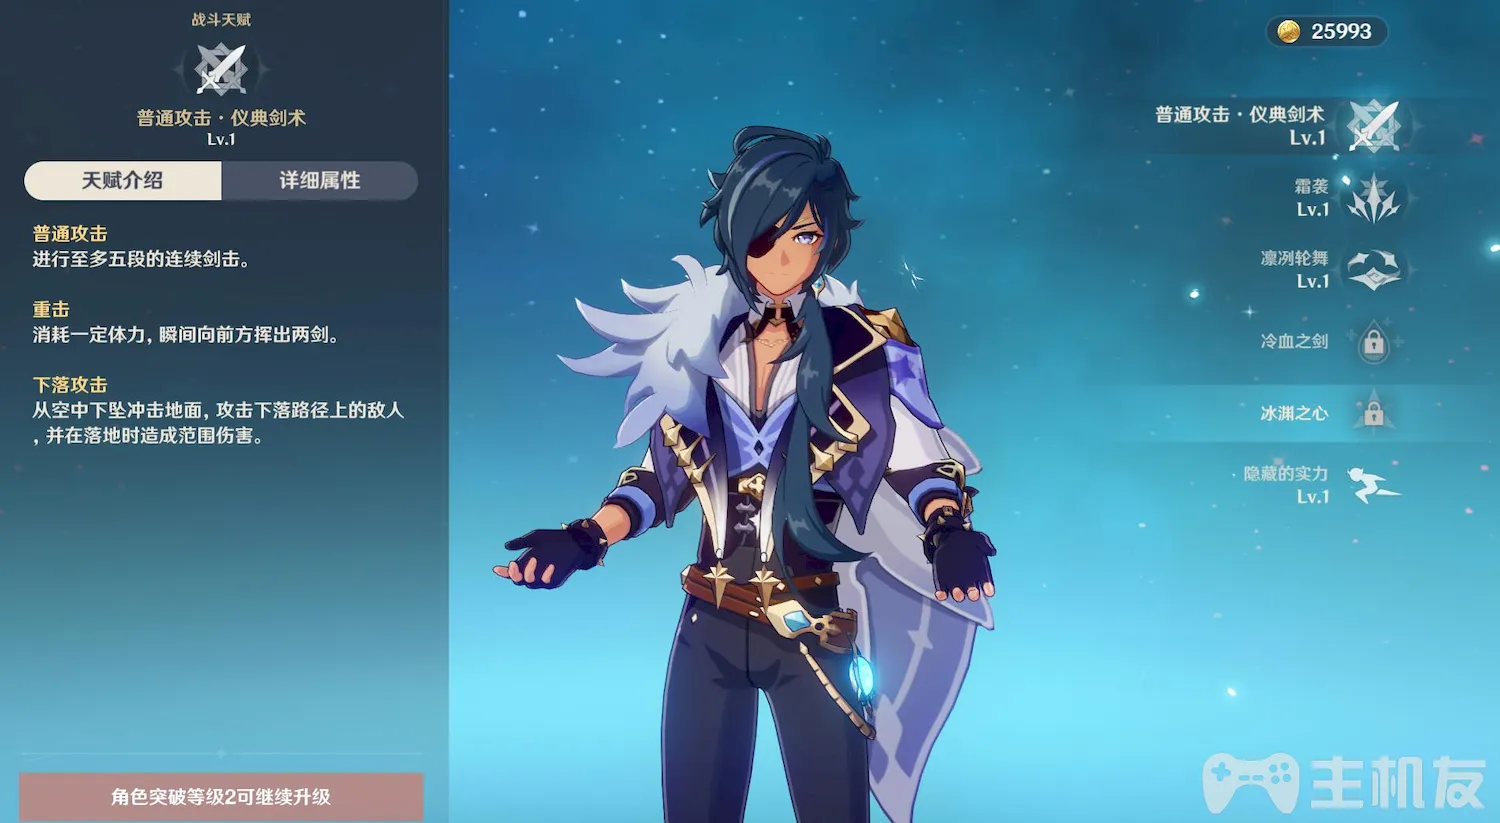 战斗天赋
普通攻击·仪典剑术
Lv.1
天赋介绍
详细属性
普通攻击
进行至多五段的连续剑击。
重击
消耗一定体力,瞬间向前方挥出两剑。
下落攻击
从空中下坠冲击地面,攻击下落路径上的敌人
,并在落地时造成范围伤害。
角色突破等级2可继续升级
25993
普通攻击·仪典剑术
Lv.1
霜袭
Lv.1
凛冽轮舞
Lv.1
冷血之剑
冰渊之心
隐藏的实力
Lv.1
主机友